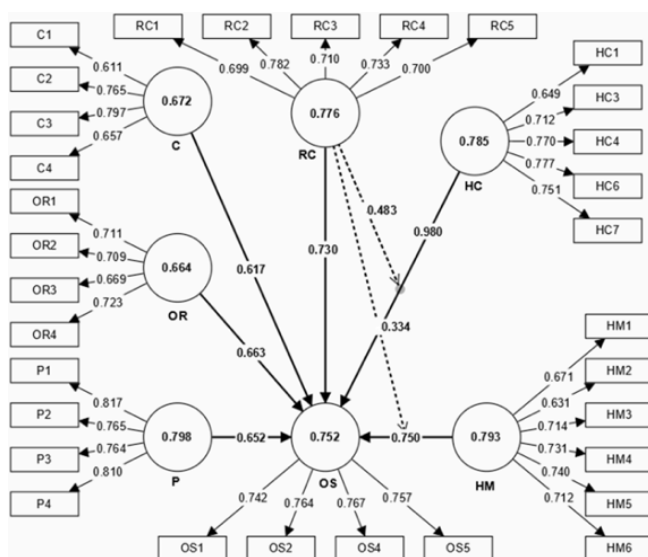 C1
C2
C3
C4
0.611
0.765
0.797
0.657
0.672
C
RC1
RC2
RC3
RC4
RC5
0.699
0.782
0.710
0.733
0.700
0.776
RC
HC1
HC3
HC4
HC6
HC7
0.649
0.712
0.770
0.777
0.751
0.785
HC
OR1
OR2
OR3
OR4
0.711
0.709
0.669
0.723
0.664
OR
0.483
0.730
0.980
0.617
0.334
0.663
P1
P2
P3
P4
0.817
0.765
0.764
0.810
0.798
P
0.652
0.752
OS
0.750
0.793
HM
HM1
HM2
HM3
HM4
HM5
HM6
0.671
0.631
0.714
0.731
0.740
0.712
0.742
0.764
0.767
0.757
OS1
OS2
OS4
OS5